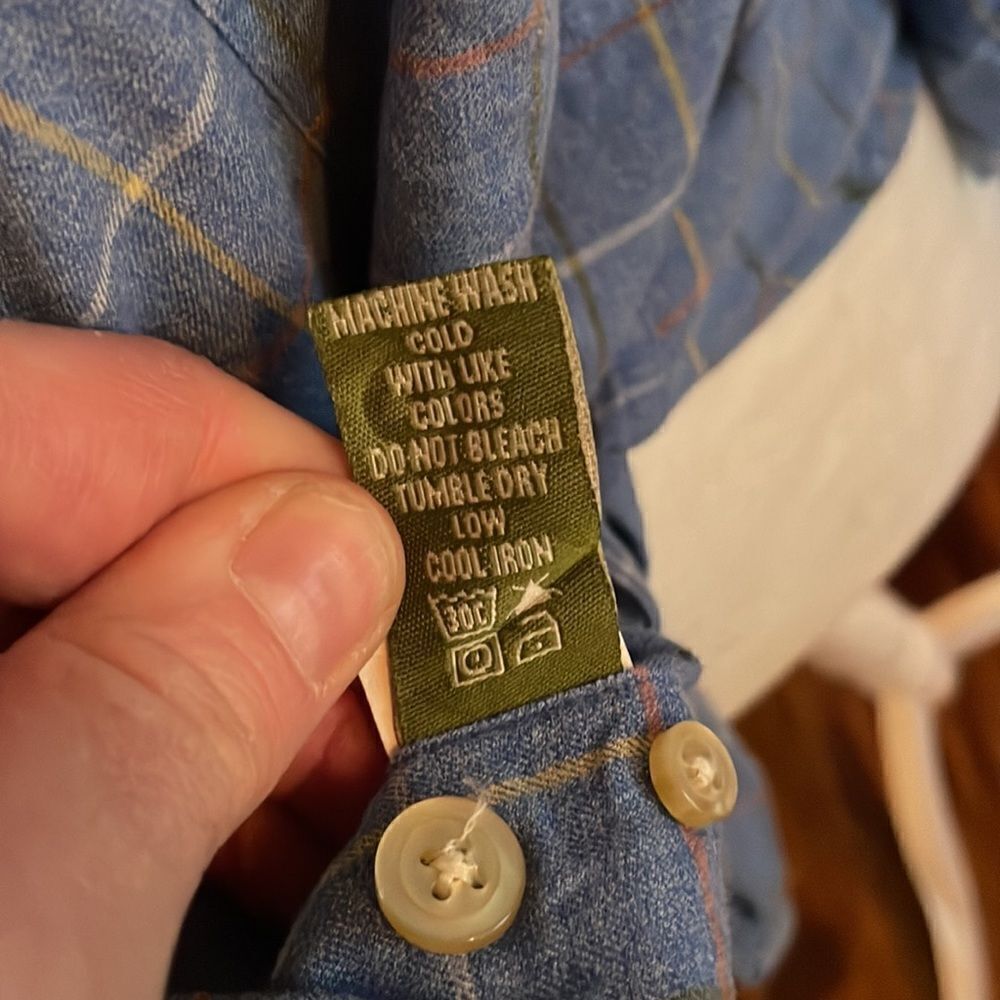 MACHINE WASH
COLD
WITH LIKE
COLORS
DO NOT BLEACH
TUMBLE DRY
LOW
COOL IRON
30C